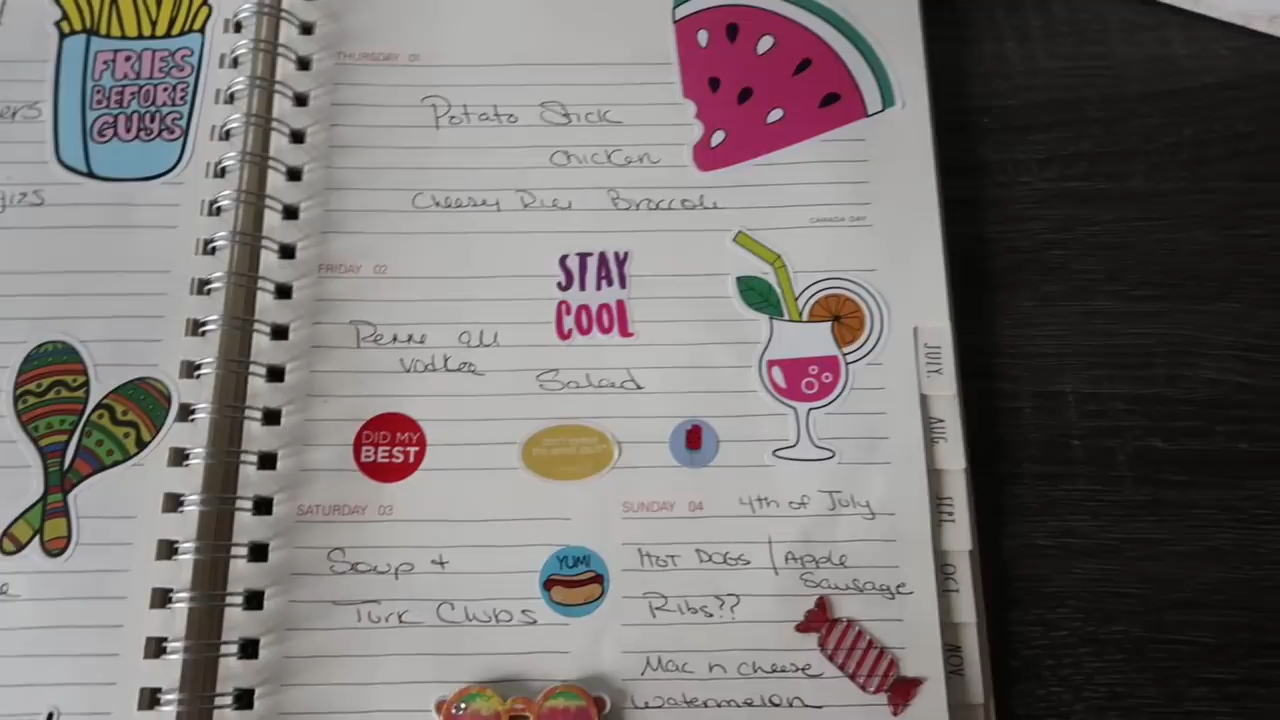 FRIES
BEFORE
GUYS
THURSDAY 01
Potato Stick
Chicken
Cheesy Rice Broccoli
CANADA DAY
FRIDAY 02
STAY
COOL
Penne all
vodka
Salad
DID MY
BEST
SATURDAY 03
Soup +
Turk Clubs
YUM!
SUNDAY 04 4th of July
HOT DOGS | Apple
Sausage
Ribs??
Mac n cheese
watermelon
JULY.
AUG.
SEPT.
OCT
NOV